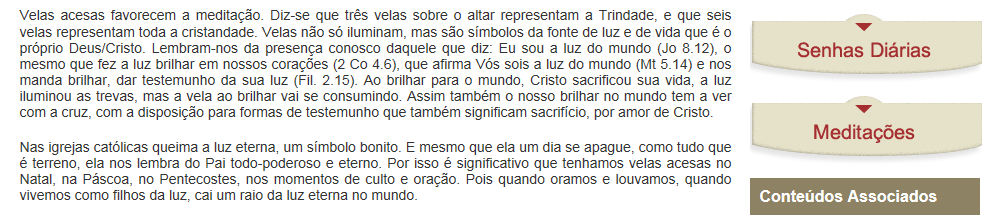 Velas acesas favorecem a meditação. Diz-se que três velas sobre o altar representam a Trindade, e que seis
velas representam toda a cristandade. Velas não só iluminam, mas são símbolos da fonte de luz e de vida que é o
próprio Deus/Cristo. Lembram-nos da presença conosco daquele que diz: Eu sou a luz do mundo (Jo 8.12), o
mesmo que fez a luz brilhar em nossos corações (2 Co 4.6), que afirma Vós sois a luz do mundo (Mt 5.14) e nos
manda brilhar, dar testemunho da sua luz (Fil. 2.15). Ao brilhar para o mundo, Cristo sacrificou sua vida, a luz
iluminou as trevas, mas a vela ao brilhar vai se consumindo. Assim também o nosso brilhar no mundo tem a ver
com a cruz, com a disposição para formas de testemunho que também significam sacrifício, por amor de Cristo.
Nas igrejas católicas queima a luz eterna, um símbolo bonito. E mesmo que ela um dia se apague, como tudo que
é terreno, ela nos lembra do Pai todo-poderoso e eterno. Por isso é significativo que tenhamos velas acesas no
Natal, na Páscoa, no Pentecostes, nos momentos de culto e oração. Pois quando oramos e louvamos, quando
vivemos como filhos da luz, cai um raio da luz eterna no mundo.
Senhas Diárias
Meditações
Conteúdos Associados